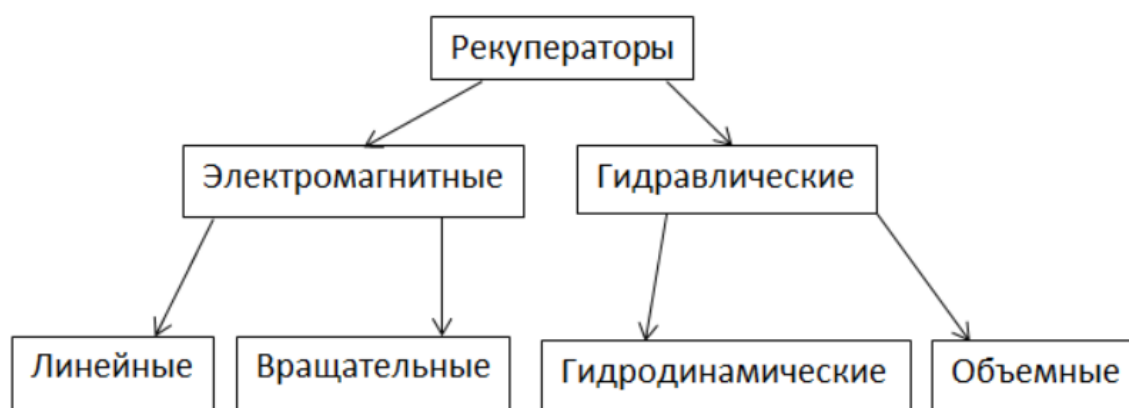 Рекуператоры
Электромагнитные
Гидравлические
Линейные
Вращательные
Гидродинамические
Объемные